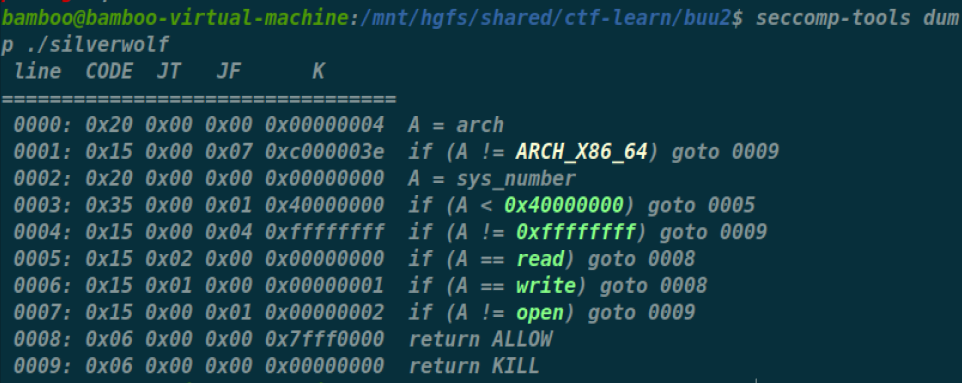 bamboo@bamboo-virtual-machine:/mnt/hgfs/shared/ctf-learn/buu2$ seccomp-tools dum
p ./silverwolf
 line  CODE  JT   JF      K
=================================
 0000: 0x20 0x00 0x00 0x00000004  A = arch
 0001: 0x15 0x00 0x07 0xc000003e  if (A != ARCH_X86_64) goto 0009
 0002: 0x20 0x00 0x00 0x00000000  A = sys_number
 0003: 0x35 0x00 0x01 0x40000000  if (A < 0x40000000) goto 0005
 0004: 0x15 0x00 0x04 0xffffffff  if (A != 0xffffffff) goto 0009
 0005: 0x15 0x02 0x00 0x00000000  if (A == read) goto 0008
 0006: 0x15 0x01 0x00 0x00000001  if (A == write) goto 0008
 0007: 0x15 0x00 0x01 0x00000002  if (A != open) goto 0009
 0008: 0x06 0x00 0x00 0x7fff0000  return ALLOW
 0009: 0x06 0x00 0x00 0x00000000  return KILL